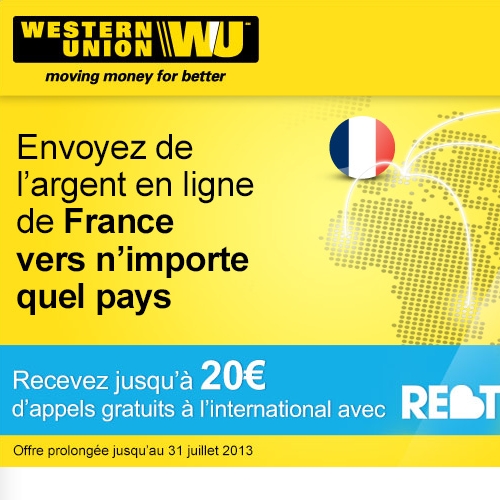 WESTERN
UNION WU
moving money for better
Envoyez de
l'argent en ligne
de France
vers n'importe
quel pays
Recevez jusqu'à 20€
d'appels gratuits à l'international avec
Offre prolongée jusqu'au 31 juillet 2013